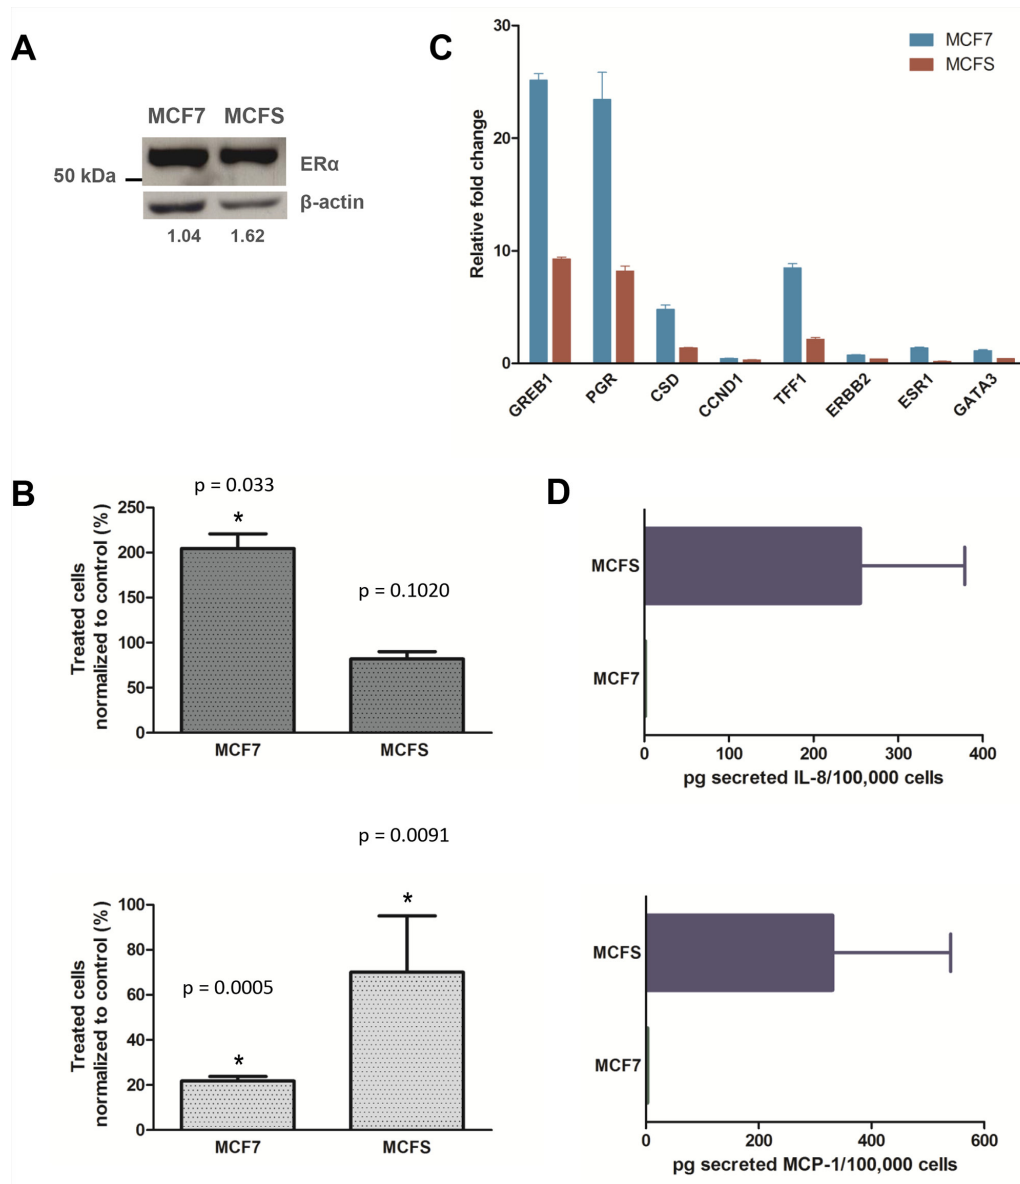 A
MCF7 MCFS
50 kDa
ERα
β-actin
1.04 1.62
C
Relative fold change
30
20
10
0
MCF7
MCFS
GREB1
PGR
CSD
CCND1
TFF1
ERBB2
ESR1
GATA3
B
Treated cells
normalized to control (%)
250
200
150
100
50
0
p = 0.033
*
p = 0.1020
MCF7
MCFS
Treated cells
normalized to control (%)
100
80
60
40
20
0
p = 0.0005
*
p = 0.0091
*
MCF7
MCFS
D
MCFS
MCF7
0 100 200 300 400
pg secreted IL-8/100,000 cells
MCFS
MCF7
0 200 400 600
pg secreted MCP-1/100,000 cells